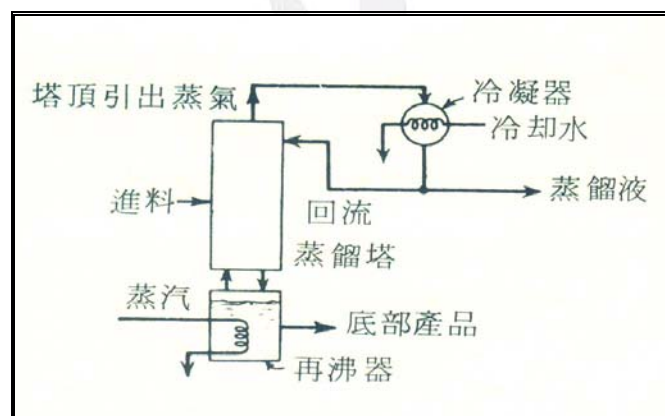 塔頂引出蒸氣
冷凝器
冷却水
進料
回流
蒸餾液
蒸餾塔
蒸汽
底部產品
再沸器